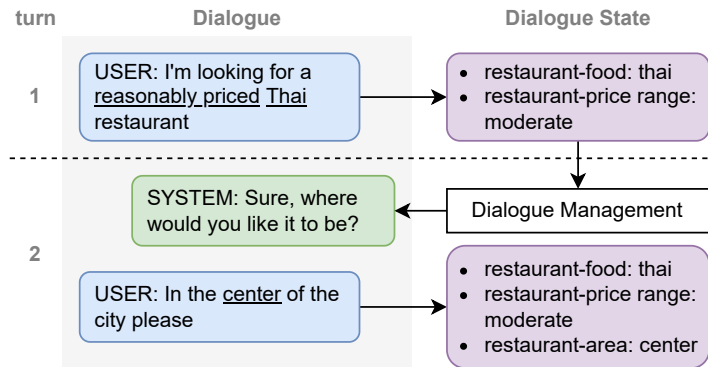 turn
Dialogue
Dialogue State
1
USER: I'm looking for a
reasonably priced Thai
restaurant
• restaurant-food: thai
• restaurant-price range:
moderate
2
SYSTEM: Sure, where
would you like it to be?
Dialogue Management
USER: In the center of the
city please
• restaurant-food: thai
• restaurant-price range:
moderate
• restaurant-area: center